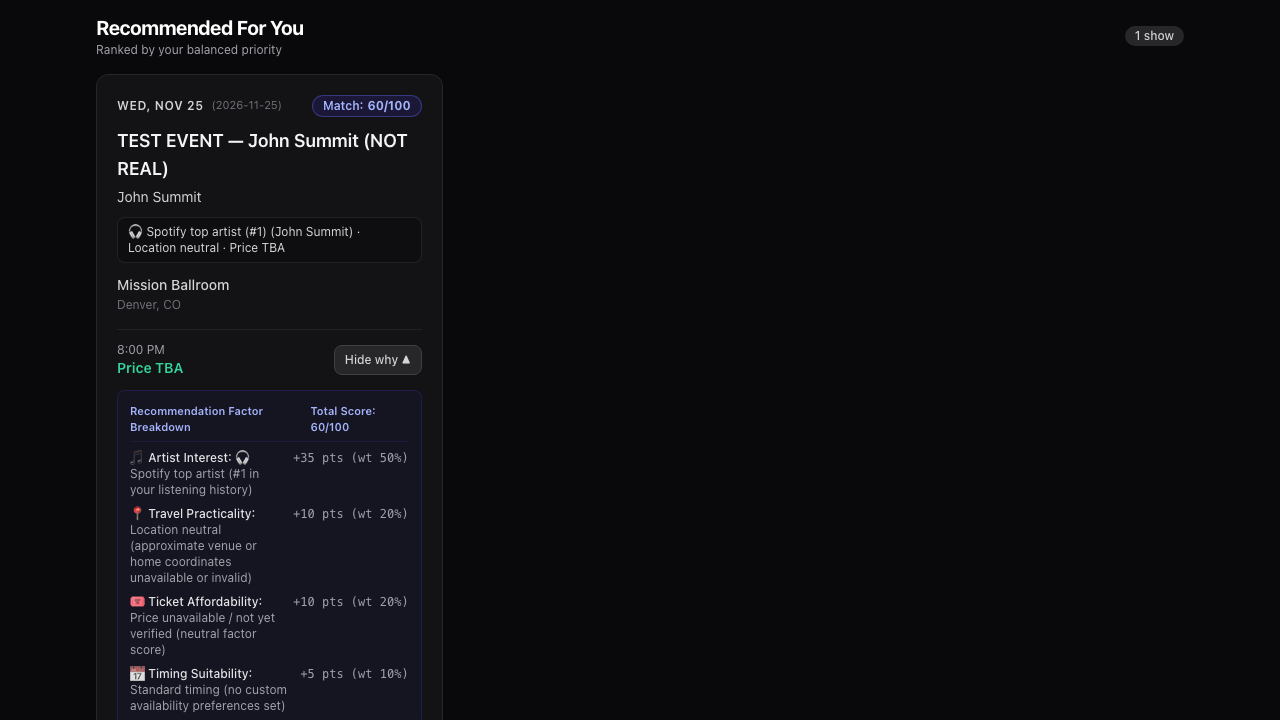 Recommended For You
Ranked by your balanced priority
1 show
WED, NOV 25 (2026-11-25) Match: 60/100
TEST EVENT — John Summit (NOT
REAL)
John Summit
🎧 Spotify top artist (#1) (John Summit) ·
Location neutral · Price TBA
Mission Ballroom
Denver, CO
8:00 PM
Price TBA
Hide why ▲
Recommendation Factor
Breakdown
Total Score:
60/100
🎵 Artist Interest: 🎧 +35 pts (wt 50%)
Spotify top artist (#1 in
your listening history)
📍 Travel Practicality: +10 pts (wt 20%)
Location neutral
(approximate venue or
home coordinates
unavailable or invalid)
🎟️ Ticket Affordability: +10 pts (wt 20%)
Price unavailable / not yet
verified (neutral factor
score)
📅 Timing Suitability: +5 pts (wt 10%)
Standard timing (no custom
availability preferences set)